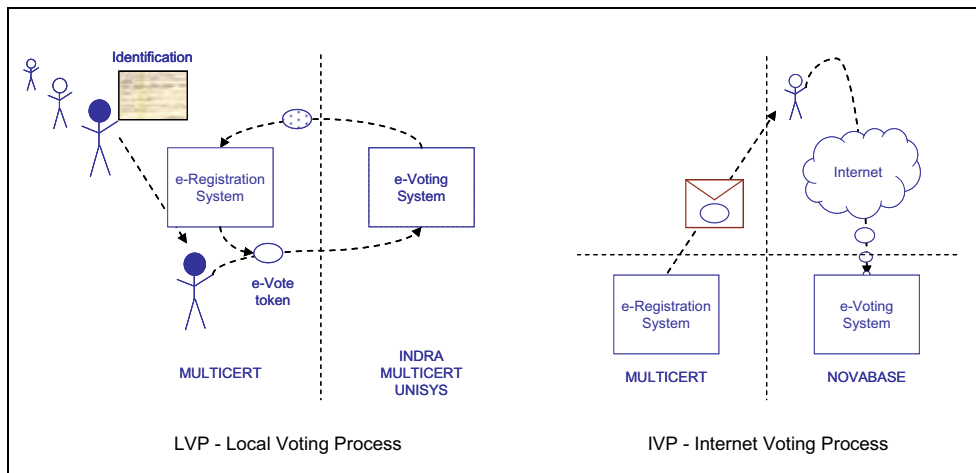 Identification
e-Registration
System
e-Voting
System
e-Vote
token
MULTICERT
INDRA
MULTICERT
UNISYS
LVP - Local Voting Process
Internet
e-Registration
System
e-Voting
System
MULTICERT
NOVABASE
IVP - Internet Voting Process